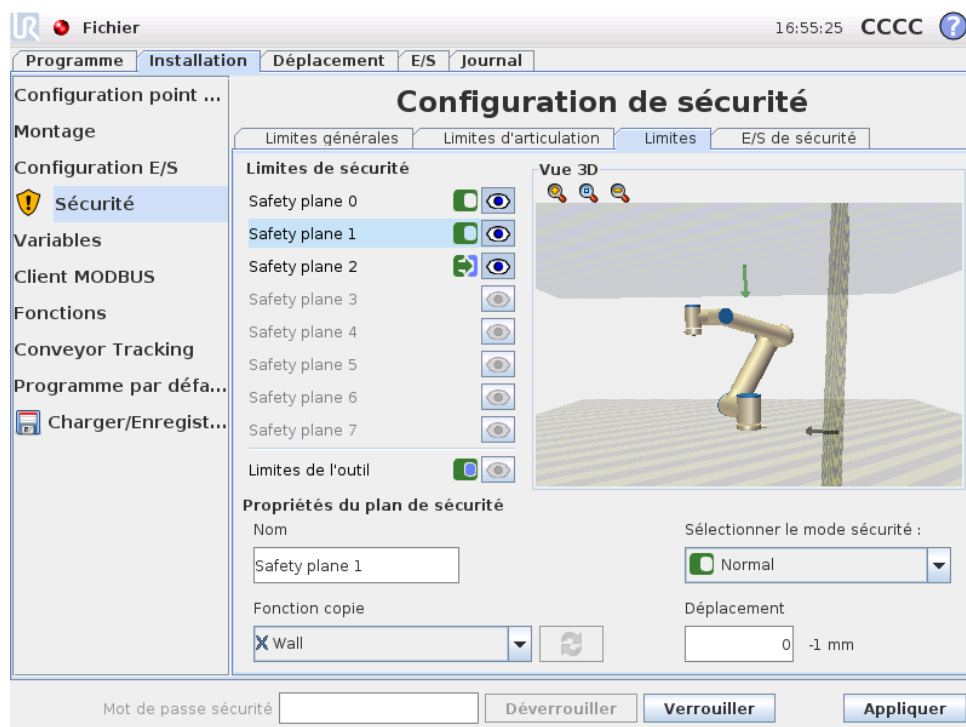 UR Fichier 16:55:25 CCCC ?
Programme Installation Déplacement E/S Journal
Configuration point ...
Montage
Configuration E/S
Sécurité
Variables
Client MODBUS
Fonctions
Conveyor Tracking
Programme par défa...
Charger/Enregist...
Configuration de sécurité
Limites générales Limites d'articulation Limites E/S de sécurité
Limites de sécurité
Safety plane 0
Safety plane 1
Safety plane 2
Safety plane 3
Safety plane 4
Safety plane 5
Safety plane 6
Safety plane 7
Limites de l'outil
Vue 3D
Propriétés du plan de sécurité
Nom
Safety plane 1
Sélectionner le mode sécurité :
Normal
Fonction copie
Wall
Déplacement
0 -1 mm
Mot de passe sécurité Déverrouiller Verrouiller Appliquer